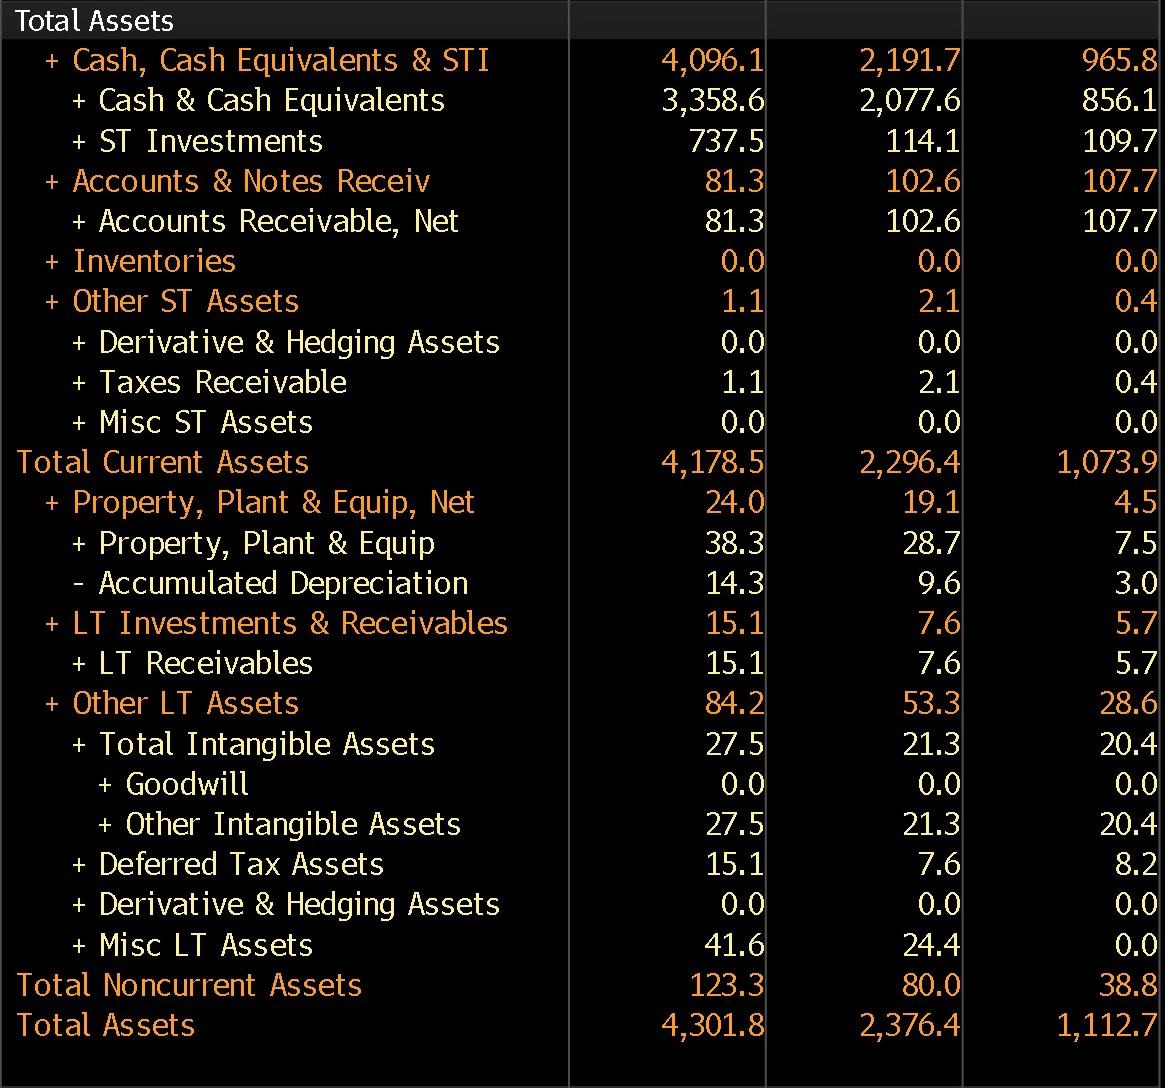 Total Assets
+ Cash, Cash Equivalents & STI 4,096.1 2,191.7 965.8
+ Cash & Cash Equivalents 3,358.6 2,077.6 856.1
+ ST Investments 737.5 114.1 109.7
+ Accounts & Notes Receiv 81.3 102.6 107.7
+ Accounts Receivable, Net 81.3 102.6 107.7
+ Inventories 0.0 0.0 0.0
+ Other ST Assets 1.1 2.1 0.4
+ Derivative & Hedging Assets 0.0 0.0 0.0
+ Taxes Receivable 1.1 2.1 0.4
+ Misc ST Assets 0.0 0.0 0.0
Total Current Assets 4,178.5 2,296.4 1,073.9
+ Property, Plant & Equip, Net 24.0 19.1 4.5
+ Property, Plant & Equip 38.3 28.7 7.5
- Accumulated Depreciation 14.3 9.6 3.0
+ LT Investments & Receivables 15.1 7.6 5.7
+ LT Receivables 15.1 7.6 5.7
+ Other LT Assets 84.2 53.3 28.6
+ Total Intangible Assets 27.5 21.3 20.4
+ Goodwill 0.0 0.0 0.0
+ Other Intangible Assets 27.5 21.3 20.4
+ Deferred Tax Assets 15.1 7.6 8.2
+ Derivative & Hedging Assets 0.0 0.0 0.0
+ Misc LT Assets 41.6 24.4 0.0
Total Noncurrent Assets 123.3 80.0 38.8
Total Assets 4,301.8 2,376.4 1,112.7